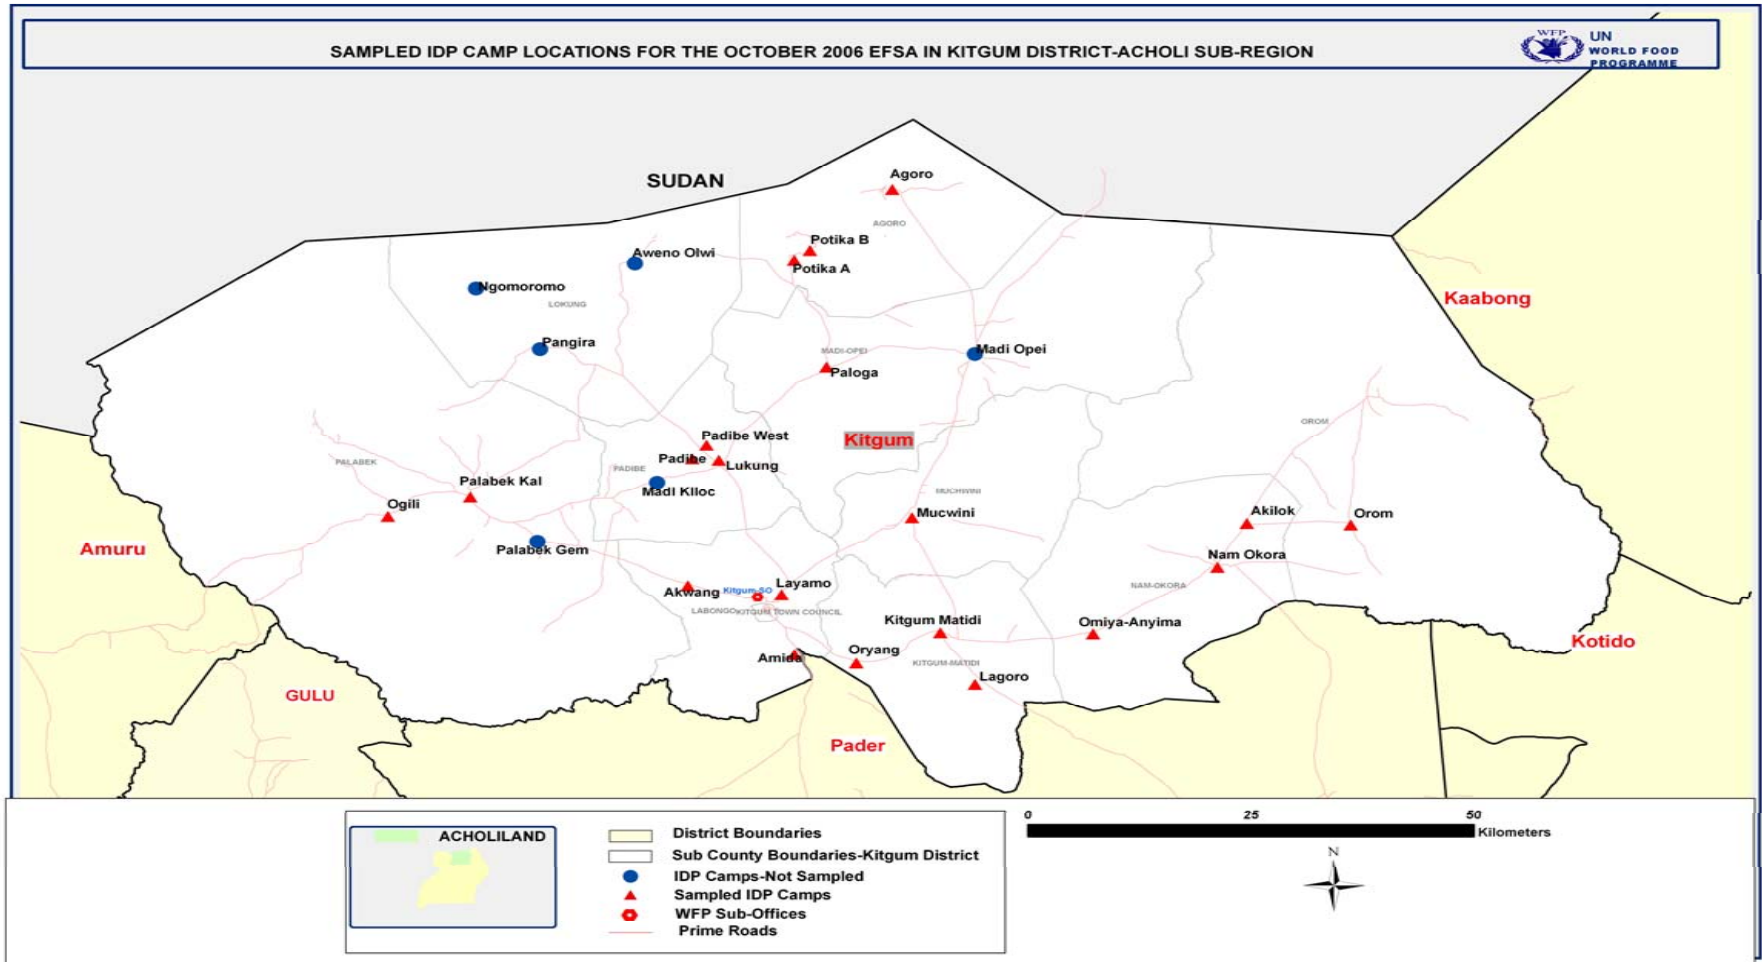 SAMPLED IDP CAMP LOCATIONS FOR THE OCTOBER 2006 EFSA IN KITGUM DISTRICT-ACHOLI SUB-REGION
WFP
UN
WORLD FOOD
PROGRAMME
SUDAN
Agoro
AGORO
Potika B
Potika A
Aweno Olwi
Ngomoromo
LOKUNG
Kaabong
Pangira
MADI-OPEI
Madi Opei
Paloga
OROM
Padibe West
Kitgum
Padibe
Lukung
PALABEK
PADIBE
Palabek Kal
Madi Kiloc
MUCHWINI
Ogili
Mucwini
Akilok
Orom
Amuru
Palabek Gem
Nam Okora
Akwang
Kitgum-SO
Layamo
NAM-OKORA
LABONGO
KITGUM TOWN COUNCIL
Kitgum Matidi
Omiya-Anyima
Kotido
Amida
Oryang
KITGUM-MATIDI
Lagoro
GULU
Pader
ACHOLILAND
District Boundaries
Sub County Boundaries-Kitgum District
IDP Camps-Not Sampled
Sampled IDP Camps
WFP Sub-Offices
Prime Roads
0 25 50
Kilometers
N